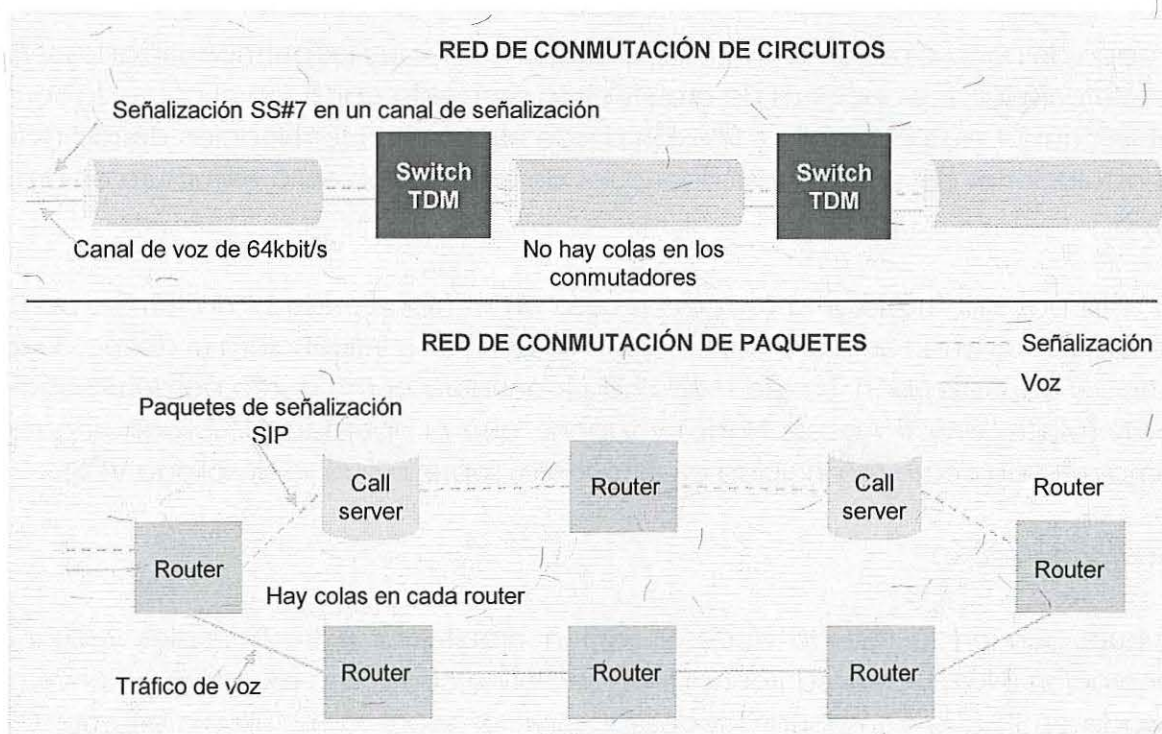 RED DE CONMUTACIÓN DE CIRCUITOS
Señalización SS#7 en un canal de señalización
Switch
TDM
Switch
TDM
Canal de voz de 64kbit/s
No hay colas en los
conmutadores
RED DE CONMUTACIÓN DE PAQUETES
Señalización
Voz
Paquetes de señalización
SIP
Call
server
Router
Call
server
Router
Router
Router
Hay colas en cada router
Router
Router
Router
Tráfico de voz